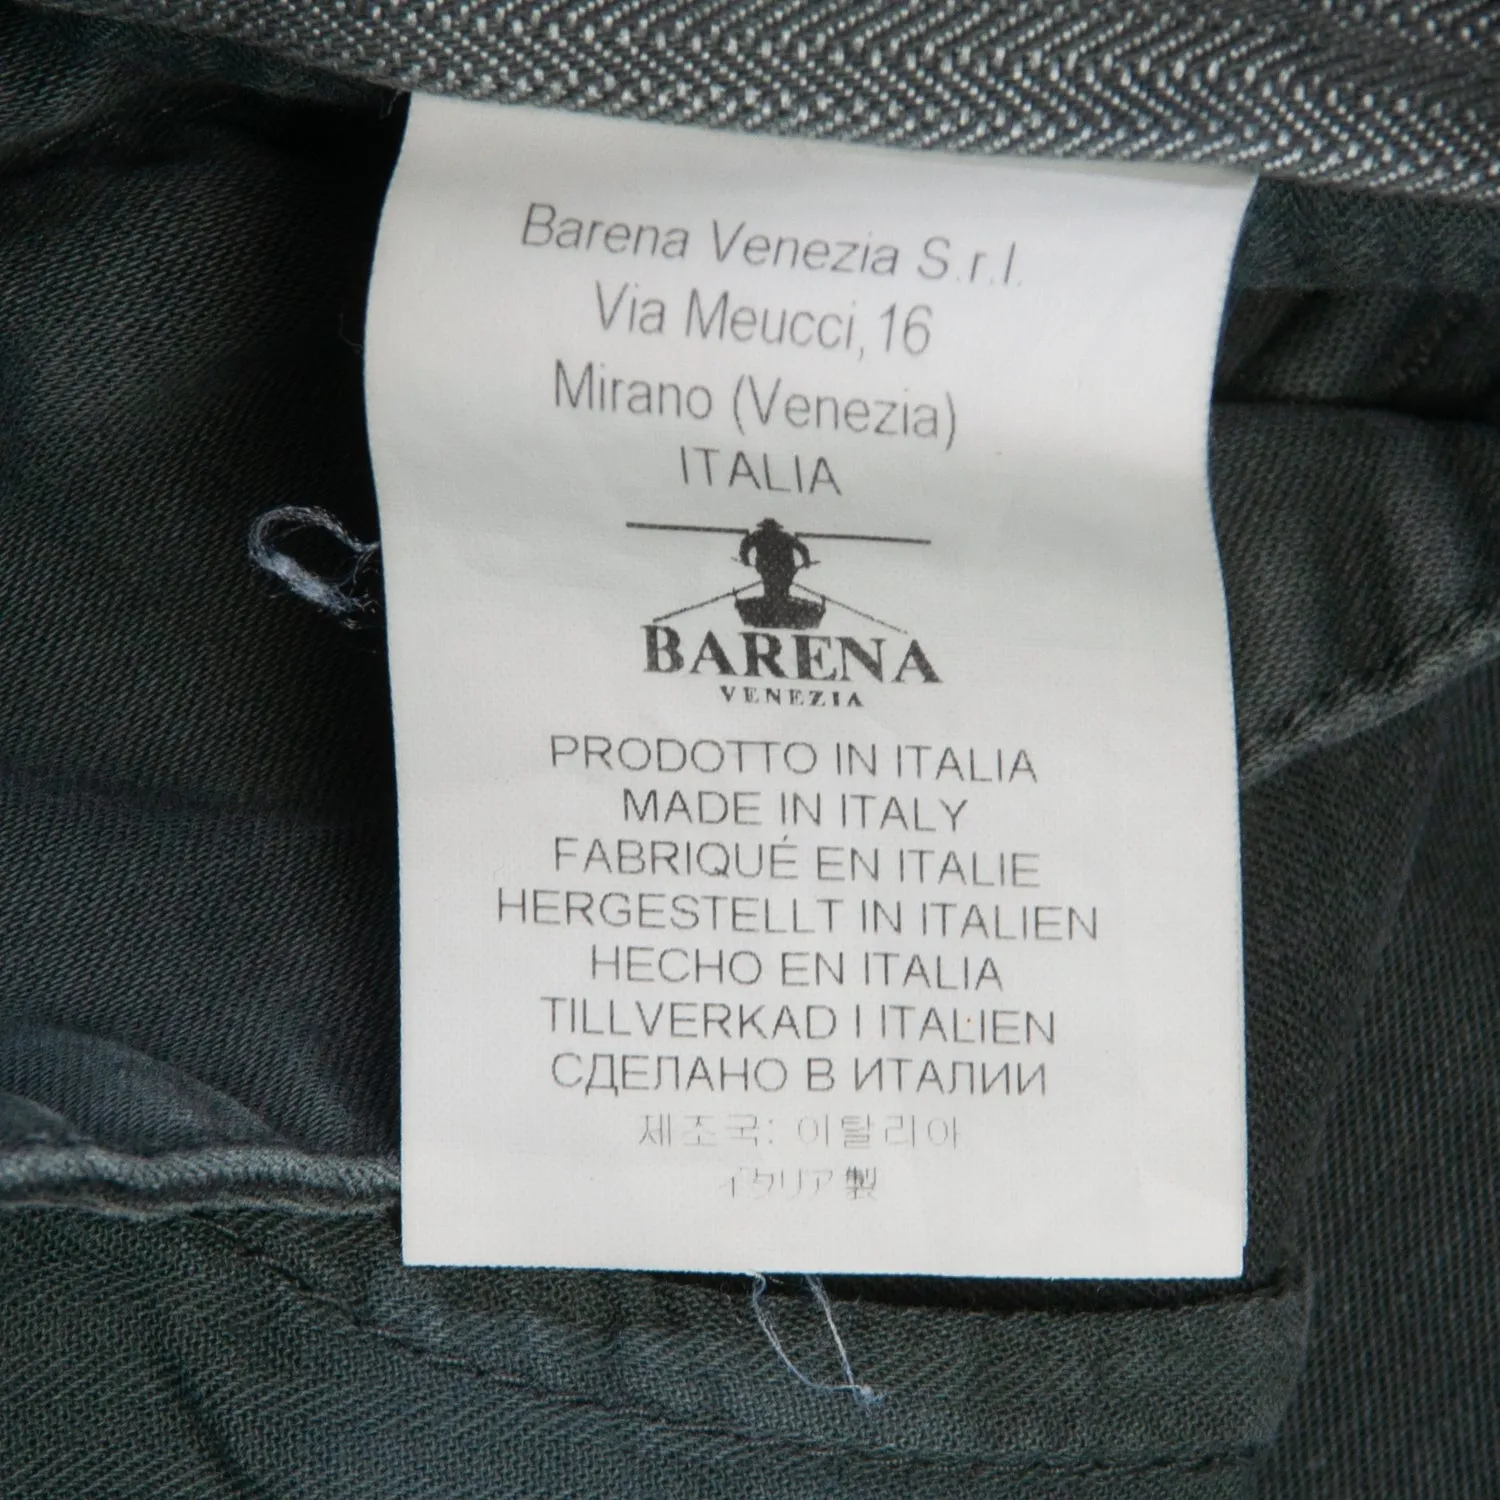 Barena Venezia S.r.l.
Via Meucci,16
Mirano (Venezia)
ITALIA
BARENA
VENEZIA
PRODOTTO IN ITALIA
MADE IN ITALY
FABRIQUÉ EN ITALIE
HERGESTELLT IN ITALIEN
HECHO EN ITALIA
TILLVERKAD I ITALIEN
СДЕЛАНО В ИТАЛИИ
제조국: 이탈리아
イタリア製